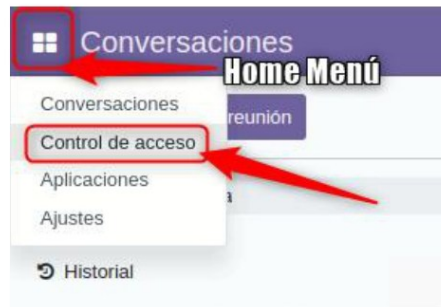 Conversaciones
Home Menú
Conversaciones
reunión
Control de acceso
Aplicaciones
Ajustes
Historial